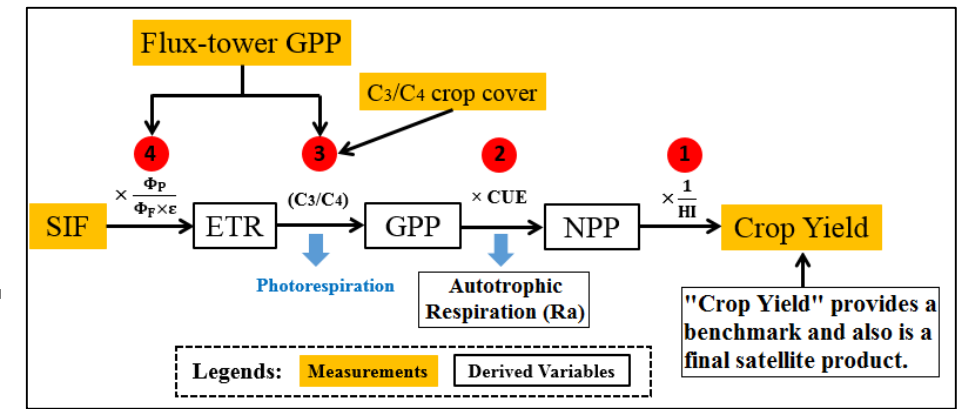 Flux-tower GPP
C₃/C₄ crop cover
4
3
2
1
× Φ_P / Φ_F×ε
(C₃/C₄)
× CUE
× 1/HI
SIF
ETR
GPP
NPP
Crop Yield
Photorespiration
Autotrophic
Respiration (Ra)
"Crop Yield" provides a
benchmark and also is a
final satellite product.
Legends:
Measurements
Derived Variables